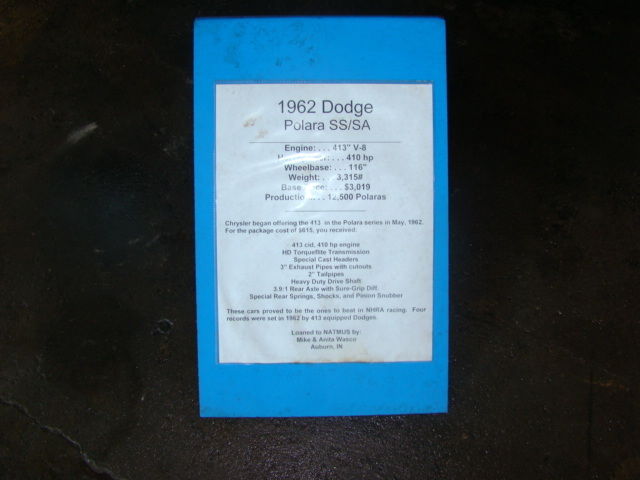 1962 Dodge
Polara SS/SA
Engine: . . . 413" V-8
. . . 410 hp
Wheelbase: . . . 116"
Weight: . . . 3,315#
Base . . . $3,019
Production: . . . 12,500 Polaras
Chrysler began offering the 413 in the Polara series in May, 1962.
For the package cost of $615, you received:
413 cid, 410 hp engine
HD Torqueflite Transmission
Special Cast Headers
3" Exhaust Pipes with cutouts
2" Tailpipes
Heavy Duty Drive Shaft
3.9:1 Rear Axle with Sure-Grip Diff.
Special Rear Springs, Shocks, and Pinion Snubber
These cars proved to be the ones to beat in NHRA racing. Four
records were set in 1962 by 413 equipped Dodges.
Loaned to NATMUS by:
Mike & Anita Wasco
Auburn, IN